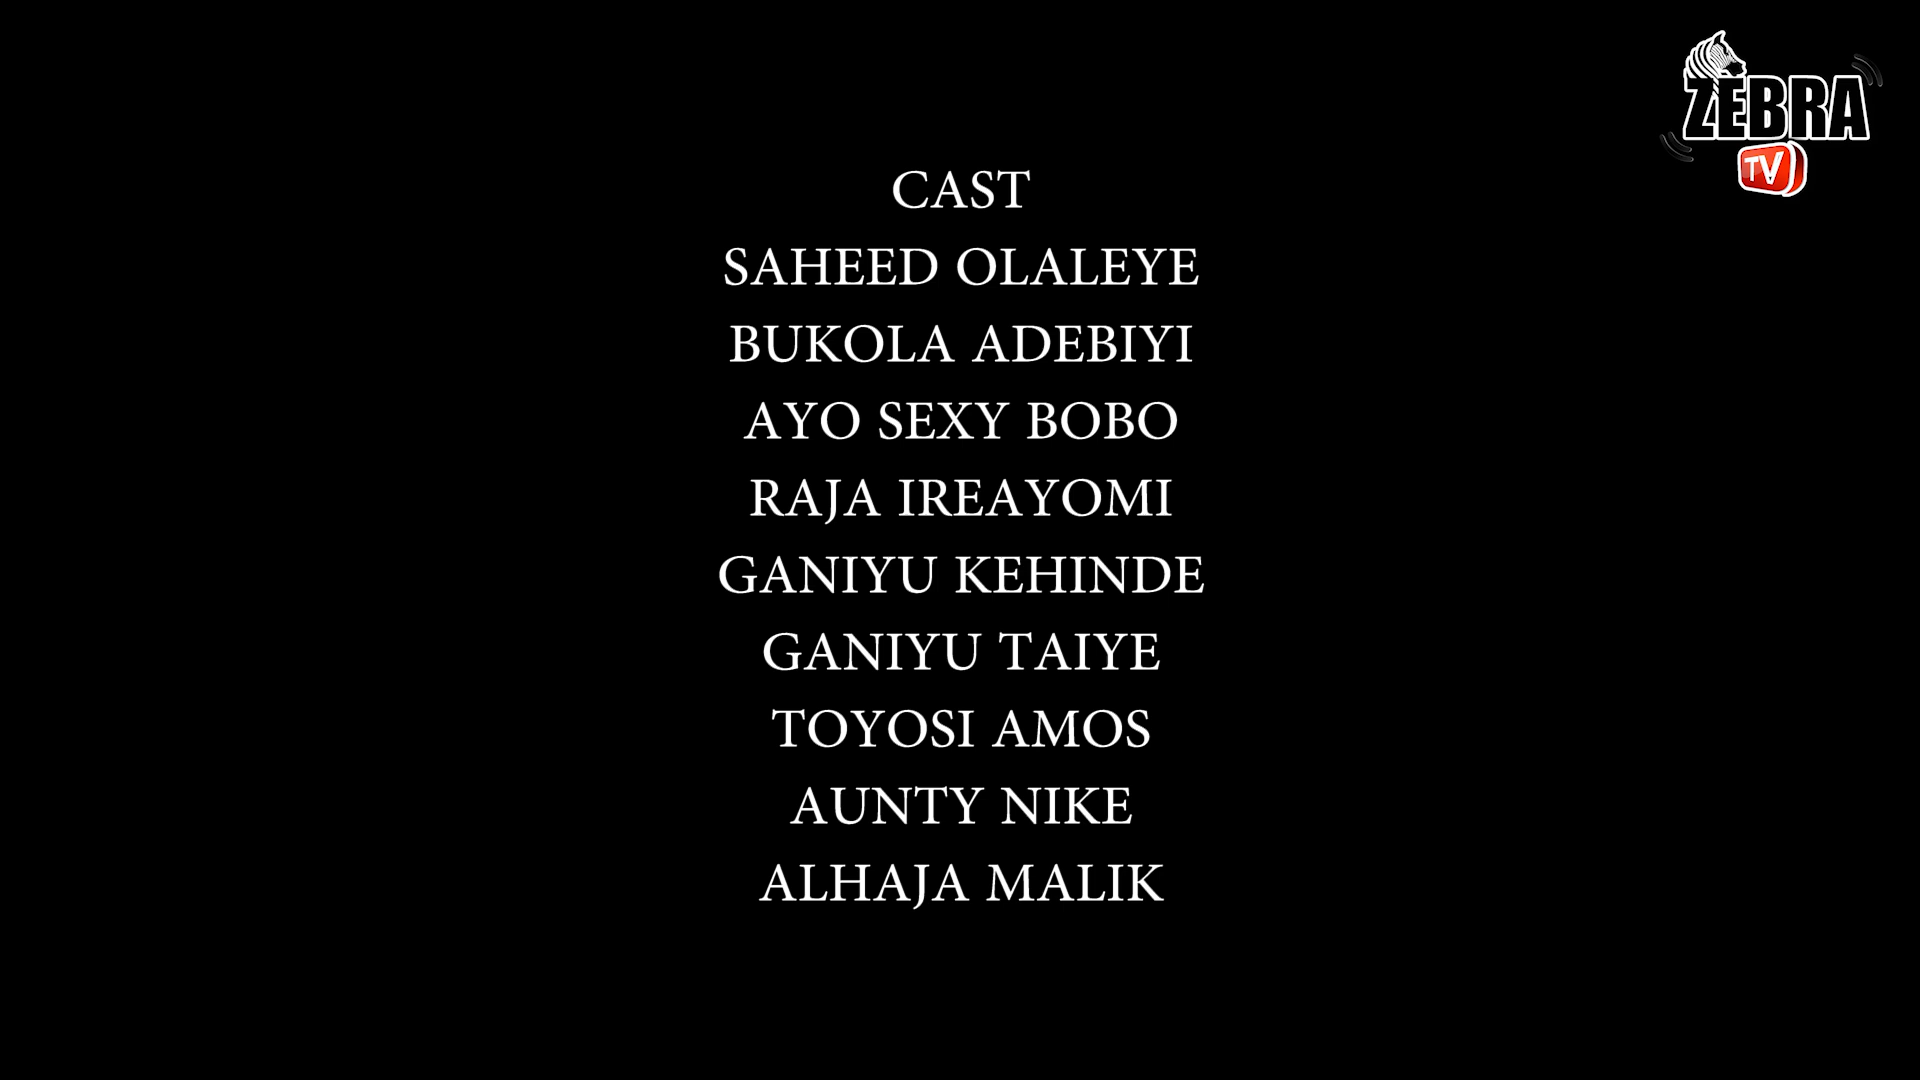 ZEBRA
TV
CAST
SAHEED OLALEYE
BUKOLA ADEBIYI
AYO SEXY BOBO
RAJA IREAYOMI
GANIYU KEHINDE
GANIYU TAIYE
TOYOSI AMOS
AUNTY NIKE
ALHAJA MALIK